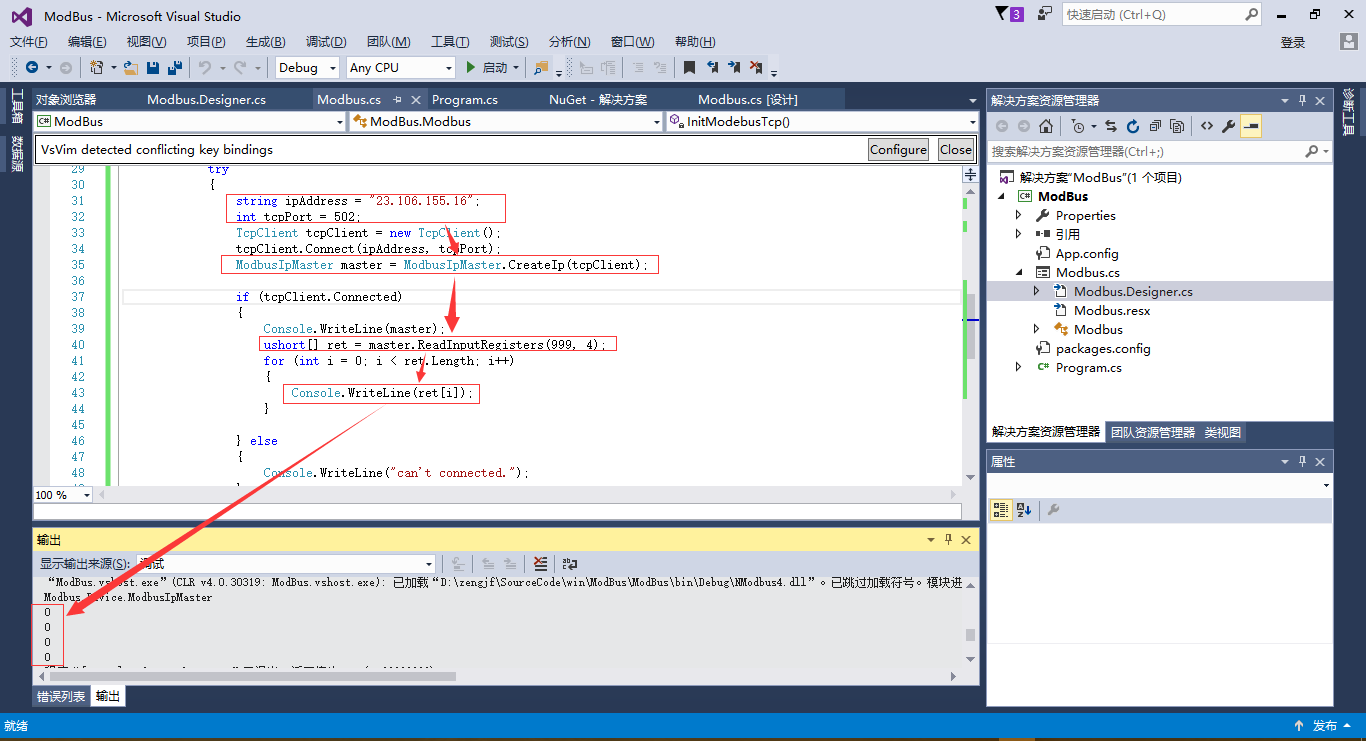 ModBus - Microsoft Visual Studio
3
快速启动 (Ctrl+Q)
文件(F) 编辑(E) 视图(V) 项目(P) 生成(B) 调试(D) 团队(M) 工具(T) 测试(S) 分析(N) 窗口(W) 帮助(H)
登录
Debug Any CPU 启动
工具箱
数据源
对象浏览器 Modbus.Designer.cs Modbus.cs Program.cs NuGet - 解决方案 Modbus.cs [设计]
ModBus ModBus.Modbus InitModebusTcp()
VsVim detected conflicting key bindings Configure Close
29 try
30 {
31 string ipAddress = "23.106.155.16";
32 int tcpPort = 502;
33 TcpClient tcpClient = new TcpClient();
34 tcpClient.Connect(ipAddress, tcpPort);
35 ModbusIpMaster master = ModbusIpMaster.CreateIp(tcpClient);
36
37 if (tcpClient.Connected)
38 {
39 Console.WriteLine(master);
40 ushort[] ret = master.ReadInputRegisters(999, 4);
41 for (int i = 0; i < ret.Length; i++)
42 {
43 Console.WriteLine(ret[i]);
44 }
45
46 } else
47 {
48 Console.WriteLine("can't connected.");
100 %
输出
显示输出来源(S): 调试
“ModBus.vshost.exe”(CLR v4.0.30319: ModBus.vshost.exe): 已加载“D:\zengjf\SourceCode\win\ModBus\ModBus\bin\Debug\NModbus4.dll”。已跳过加载符号。模块进
Modbus.Device.ModbusIpMaster
0
0
0
0
错误列表 输出
解决方案资源管理器
搜索解决方案资源管理器(Ctrl+;)
解决方案“ModBus”(1 个项目)
ModBus
Properties
引用
App.config
Modbus.cs
Modbus.Designer.cs
Modbus.resx
Modbus
packages.config
Program.cs
解决方案资源管理器 团队资源管理器 类视图
属性
诊断工具
就绪
发布